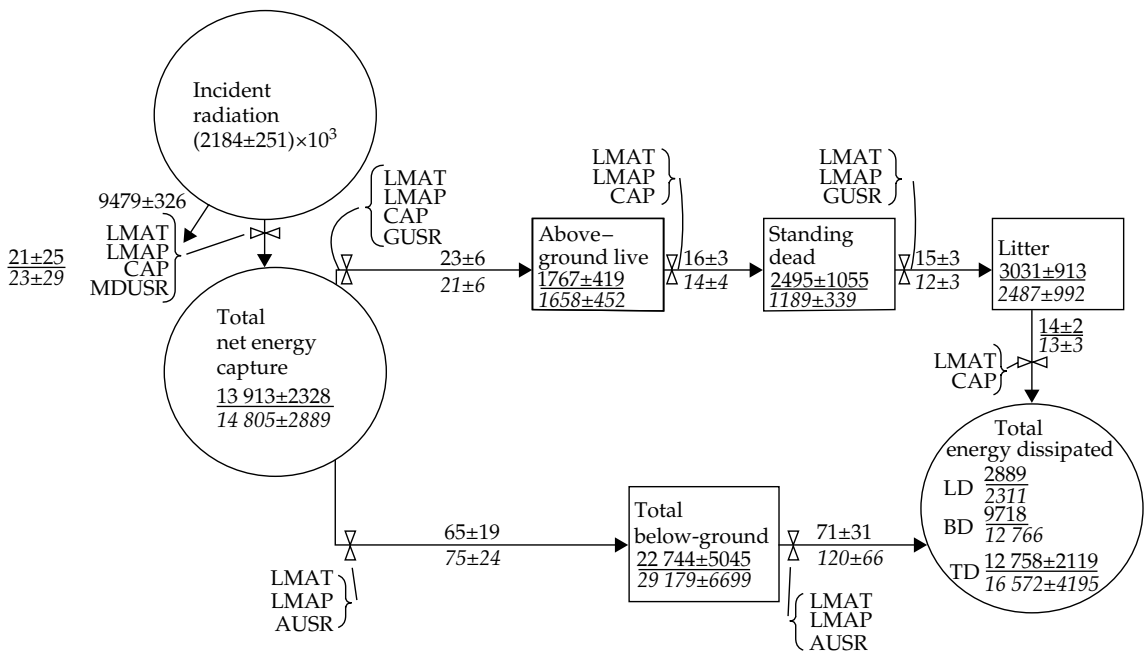 Incident
radiation
(2184±251)×10³
9479±326
LMAT
LMAP
CAP
MDUSR
21±25
23±29
Total
net energy
capture
13 913±2328
14 805±2889
LMAT
LMAP
CAP
GUSR
23±6
21±6
Above–
ground live
1767±419
1658±452
LMAT
LMAP
CAP
16±3
14±4
Standing
dead
2495±1055
1189±339
LMAT
LMAP
GUSR
15±3
12±3
Litter
3031±913
2487±992
14±2
13±3
LMAT
CAP
65±19
75±24
LMAT
LMAP
AUSR
Total
below-ground
22 744±5045
29 179±6699
71±31
120±66
LMAT
LMAP
AUSR
Total
energy dissipated
LD 2889
2311
BD 9718
12 766
TD 12 758±2119
16 572±4195